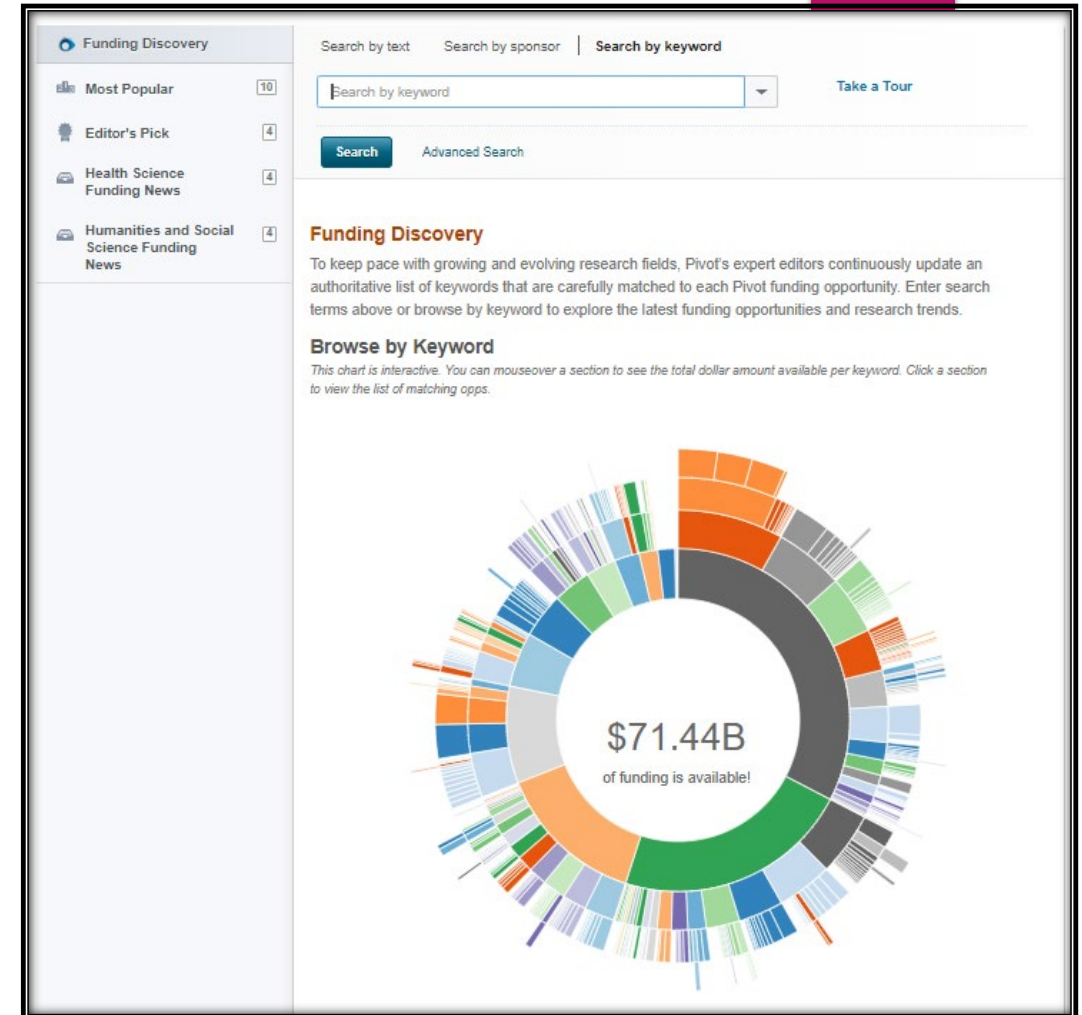 Funding Discovery
Most Popular 10
Editor's Pick 4
Health Science
Funding News 4
Humanities and Social
Science Funding
News 4
Search by text Search by sponsor Search by keyword
Search by keyword
Take a Tour
Search Advanced Search
Funding Discovery
To keep pace with growing and evolving research fields, Pivot's expert editors continuously update an
authoritative list of keywords that are carefully matched to each Pivot funding opportunity. Enter search
terms above or browse by keyword to explore the latest funding opportunities and research trends.
Browse by Keyword
This chart is interactive. You can mouseover a section to see the total dollar amount available per keyword. Click a section
to view the list of matching opps.
$71.44B
of funding is available!